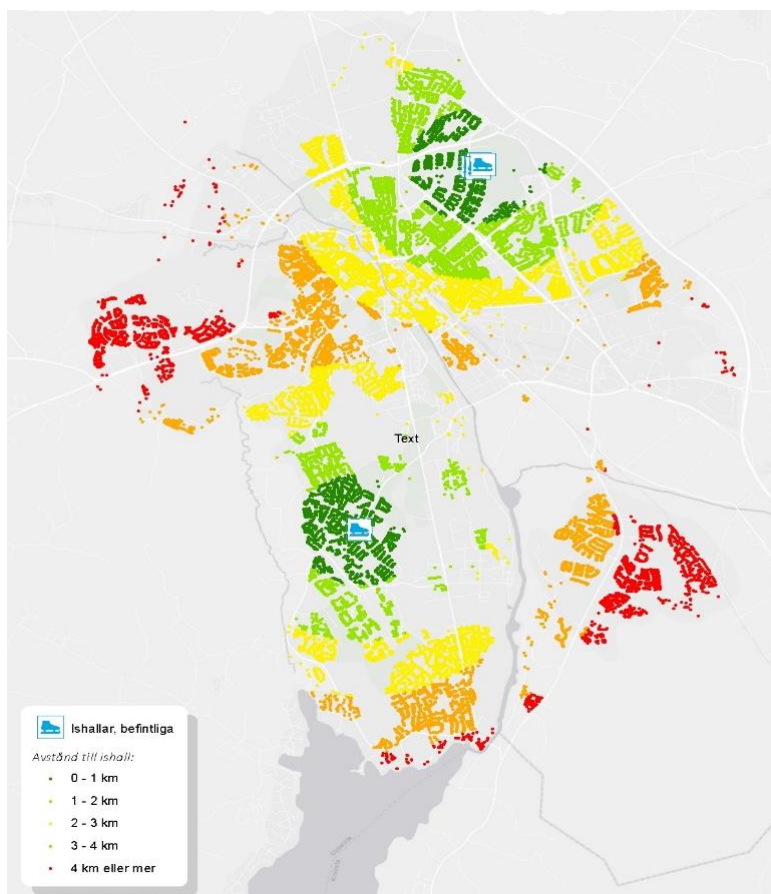 Text
Ishallar, befintliga
Avstånd till ishall:
0 - 1 km
1 - 2 km
2 - 3 km
3 - 4 km
4 km eller mer